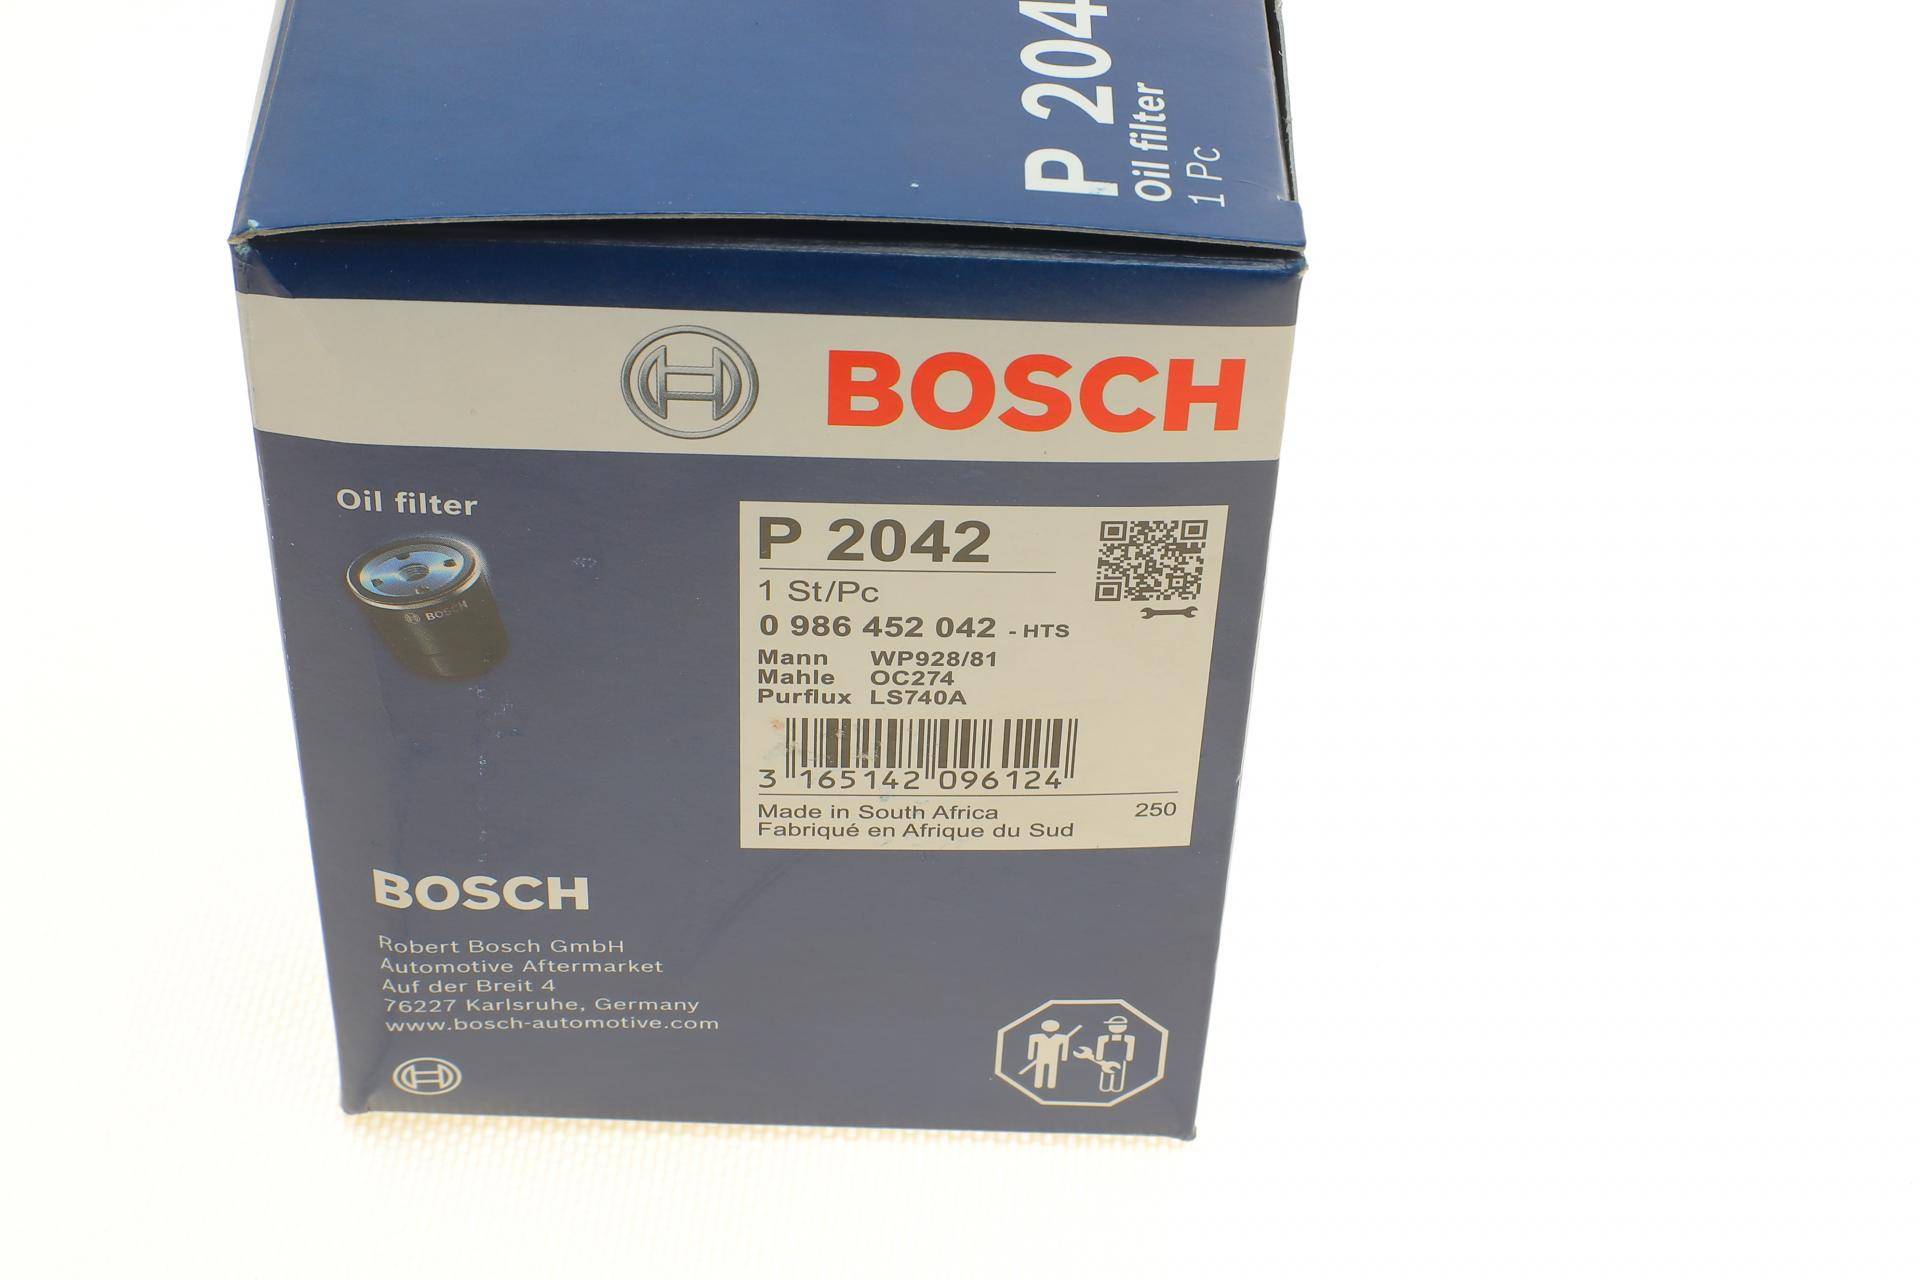 P 204
Oil filter
1 Pc
BOSCH
Oil filter
BOSCH
P 2042
1 St/Pc
0 986 452 042 - HTS
Mann WP928/81
Mahle OC274
Purflux LS740A
3 165142 096124
Made in South Africa 250
Fabriqué en Afrique du Sud
BOSCH
Robert Bosch GmbH
Automotive Aftermarket
Auf der Breit 4
76227 Karlsruhe, Germany
www.bosch-automotive.com